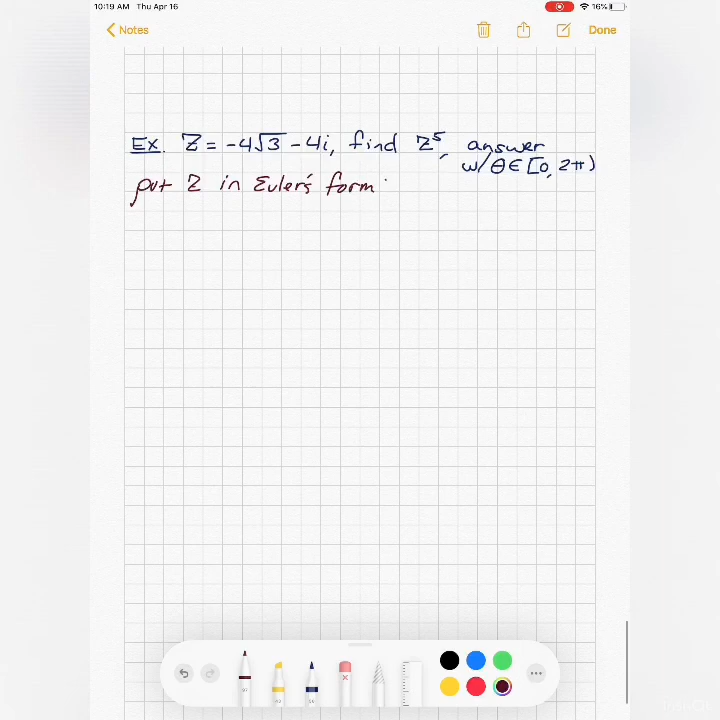 10:19 AM Thu Apr 16
16%
Notes
Done
Ex. Z = -4√3 - 4i, find Z⁵, answer
w/ θ ∈ [0, 2π)
put Z in Euler's form